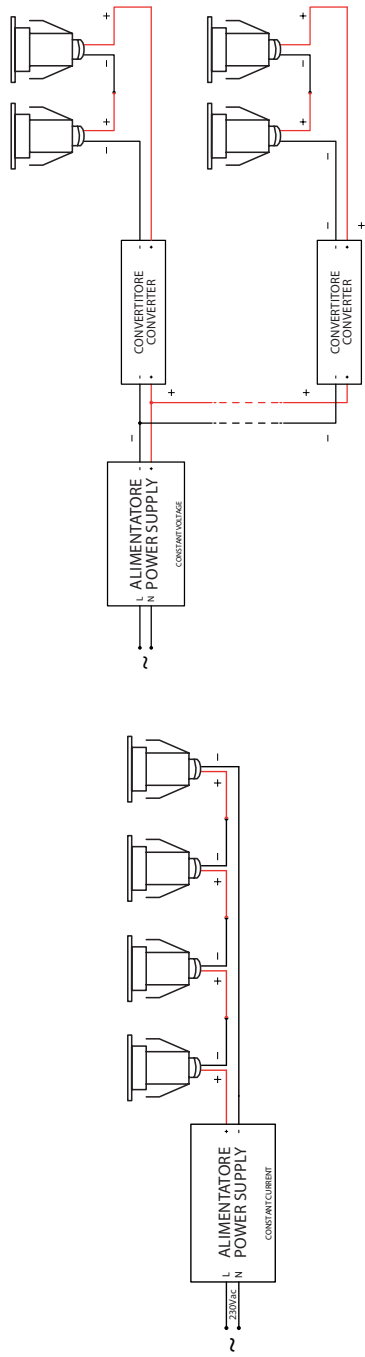 ~
L
230Vac
N
ALIMENTATORE
POWER SUPPLY
CONSTANT CURRENT
+
-
+ - + - + - + -
~
L
N
ALIMENTATORE
POWER SUPPLY
CONSTANT VOLTAGE
-
+
-
+
- -
+ +
CONVERTITORE
CONVERTER
- + - +
-
+
- -
+ +
CONVERTITORE
CONVERTER
-
+
- + - +